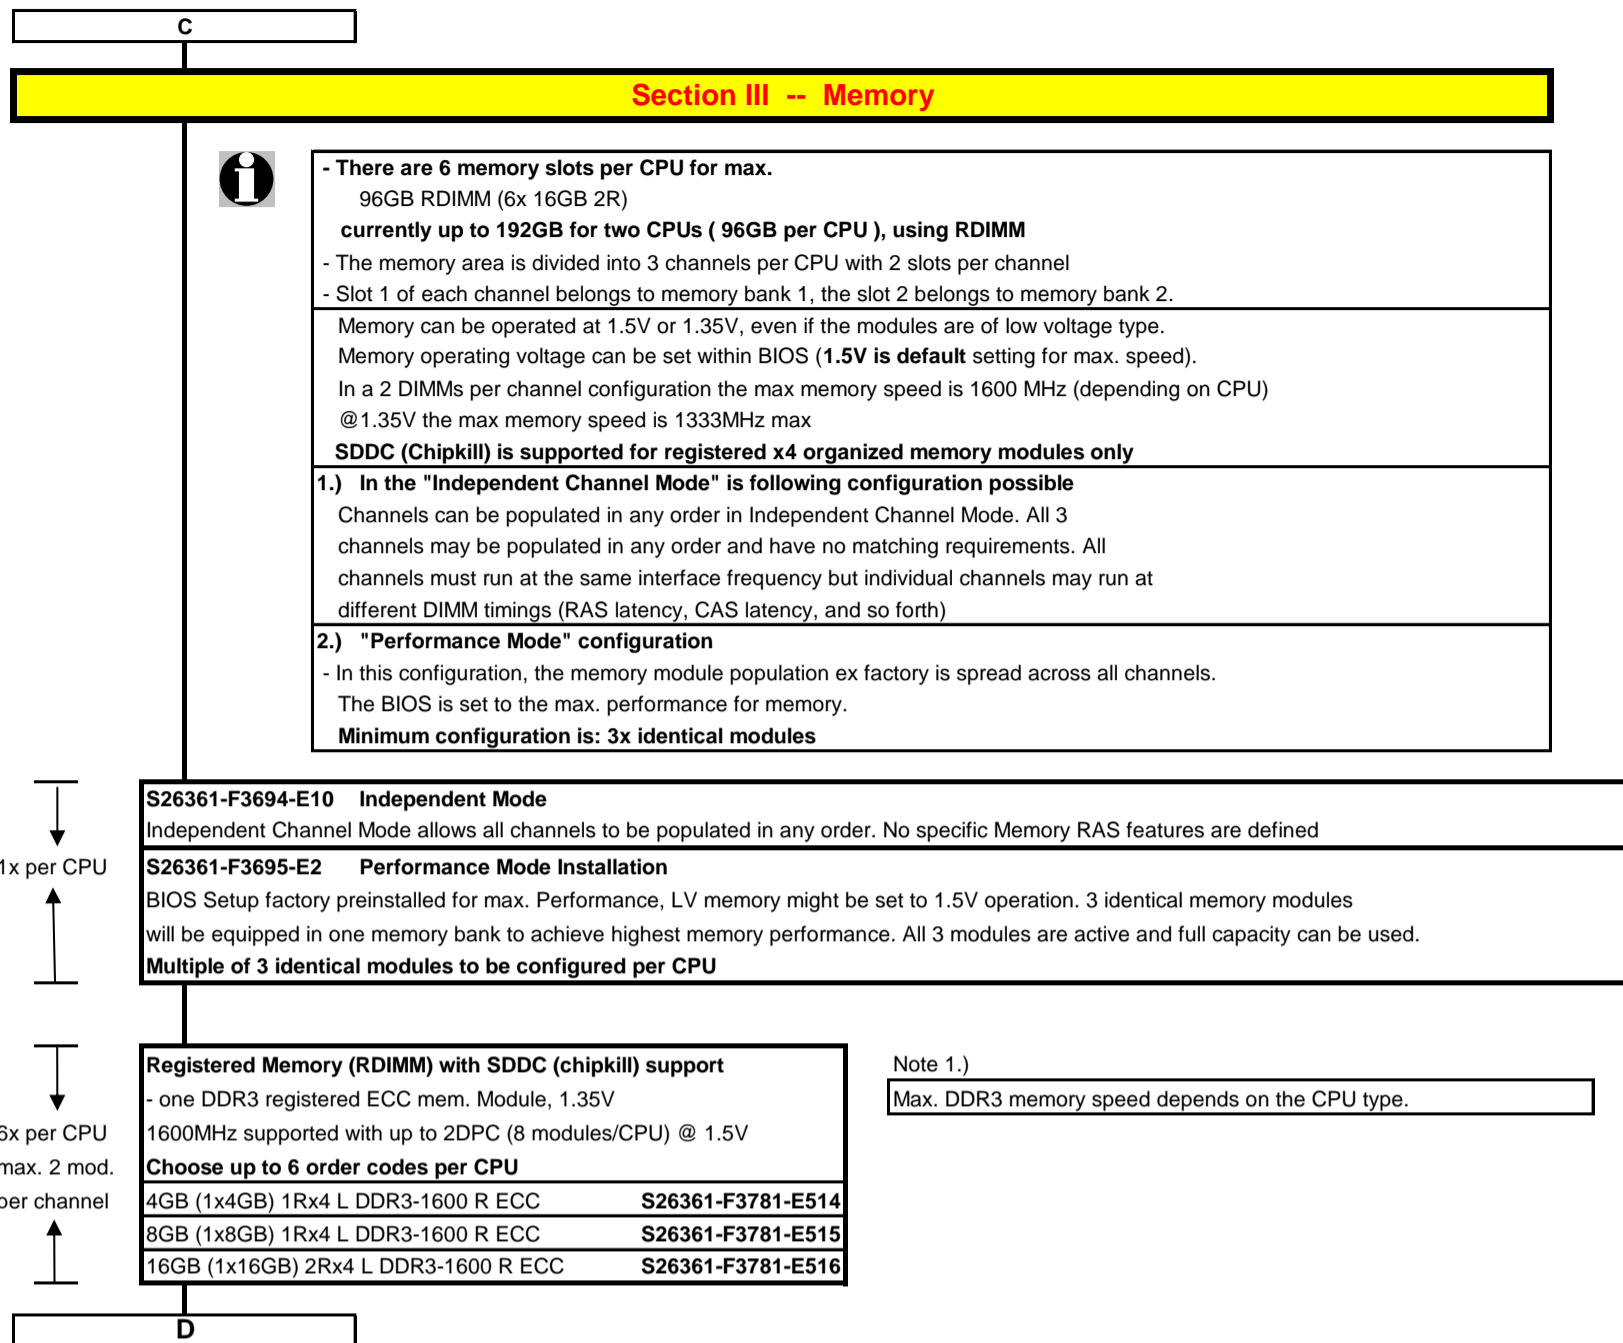 C
Section III -- Memory
- There are 6 memory slots per CPU for max.
96GB RDIMM (6x 16GB 2R)
currently up to 192GB for two CPUs ( 96GB per CPU ), using RDIMM
- The memory area is divided into 3 channels per CPU with 2 slots per channel
- Slot 1 of each channel belongs to memory bank 1, the slot 2 belongs to memory bank 2.
Memory can be operated at 1.5V or 1.35V, even if the modules are of low voltage type.
Memory operating voltage can be set within BIOS (1.5V is default setting for max. speed).
In a 2 DIMMs per channel configuration the max memory speed is 1600 MHz (depending on CPU)
@1.35V the max memory speed is 1333MHz max
SDDC (Chipkill) is supported for registered x4 organized memory modules only
1.) In the "Independent Channel Mode" is following configuration possible
Channels can be populated in any order in Independent Channel Mode. All 3
channels may be populated in any order and have no matching requirements. All
channels must run at the same interface frequency but individual channels may run at
different DIMM timings (RAS latency, CAS latency, and so forth)
2.) "Performance Mode" configuration
- In this configuration, the memory module population ex factory is spread across all channels.
The BIOS is set to the max. performance for memory.
Minimum configuration is: 3x identical modules
S26361-F3694-E10 Independent Mode
Independent Channel Mode allows all channels to be populated in any order. No specific Memory RAS features are defined
1x per CPU
S26361-F3695-E2 Performance Mode Installation
BIOS Setup factory preinstalled for max. Performance, LV memory might be set to 1.5V operation. 3 identical memory modules
will be equipped in one memory bank to achieve highest memory performance. All 3 modules are active and full capacity can be used.
Multiple of 3 identical modules to be configured per CPU
Registered Memory (RDIMM) with SDDC (chipkill) support
Note 1.)
- one DDR3 registered ECC mem. Module, 1.35V
Max. DDR3 memory speed depends on the CPU type.
6x per CPU
1600MHz supported with up to 2DPC (8 modules/CPU) @ 1.5V
max. 2 mod.
Choose up to 6 order codes per CPU
per channel
4GB (1x4GB) 1Rx4 L DDR3-1600 R ECC S26361-F3781-E514
8GB (1x8GB) 1Rx4 L DDR3-1600 R ECC S26361-F3781-E515
16GB (1x16GB) 2Rx4 L DDR3-1600 R ECC S26361-F3781-E516
D